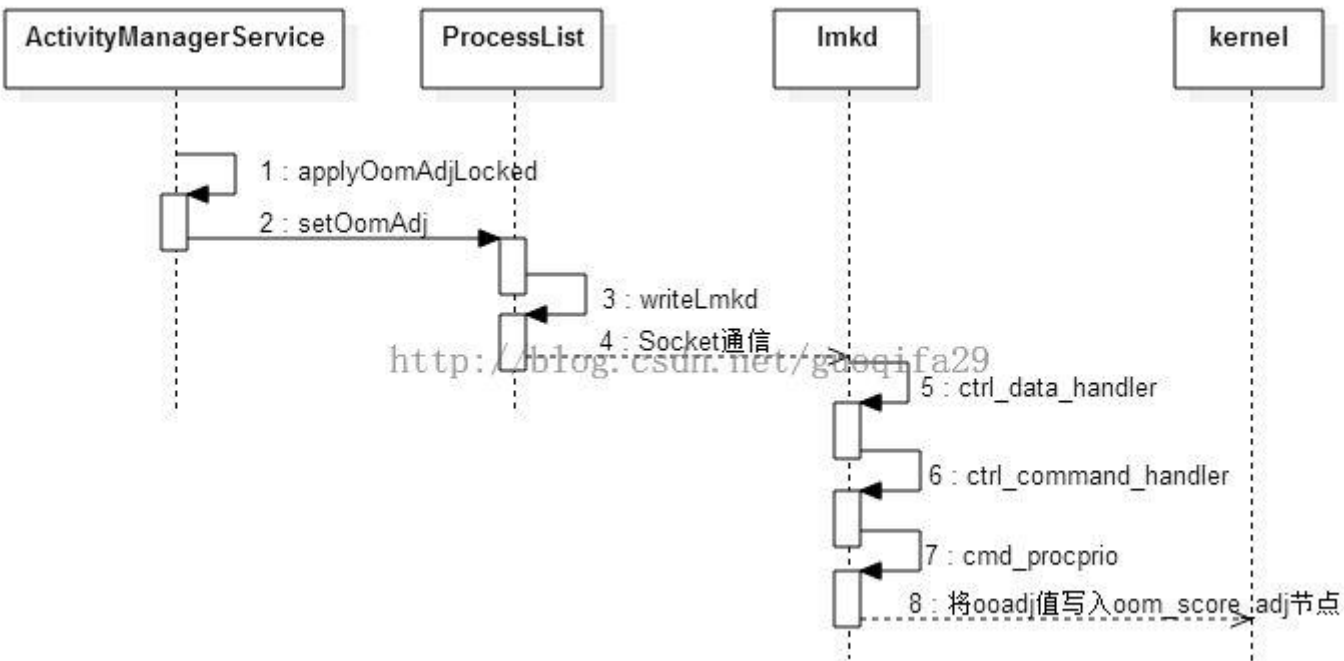 ActivityManagerService
ProcessList
lmkd
kernel
1 : applyOomAdjLocked
2 : setOomAdj
3 : writeLmkd
4 : Socket通信
http://blog.csdn.net/guoqifa29
5 : ctrl_data_handler
6 : ctrl_command_handler
7 : cmd_procprio
8 : 将ooadj值写入oom_score_adj节点